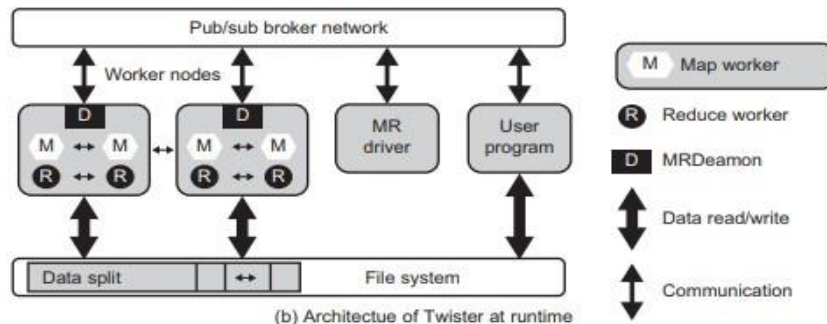 Pub/sub broker network
Worker nodes
D D
M M M M
R R R R
MR
driver
User
program
Data split
File system
(b) Architectue of Twister at runtime
M Map worker
R Reduce worker
D MRDeamon
Data read/write
Communication